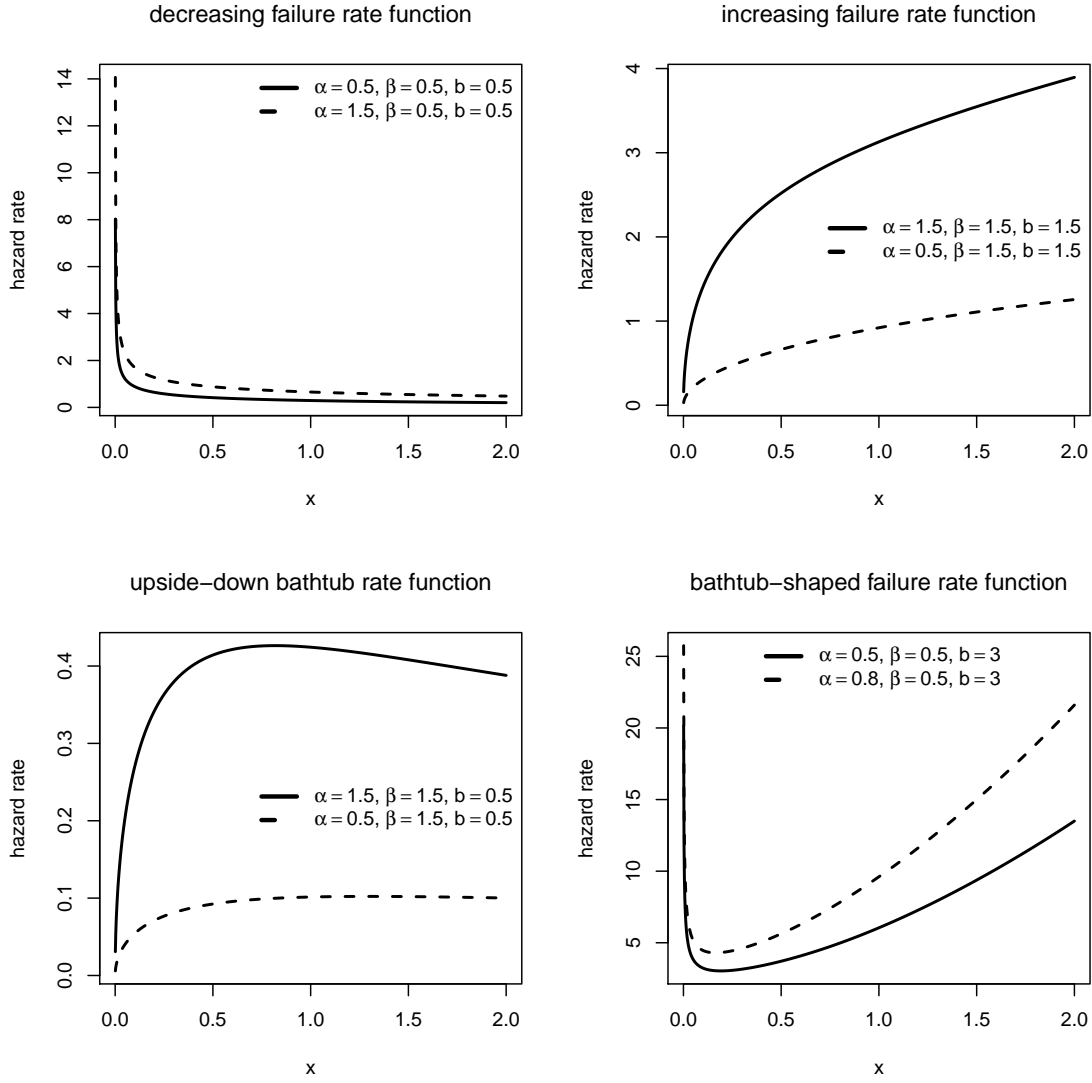 decreasing failure rate function
14
12
10
8
6
4
2
0
hazard rate
α = 0.5, β = 0.5, b = 0.5
α = 1.5, β = 0.5, b = 0.5
0.0 0.5 1.0 1.5 2.0
x
increasing failure rate function
4
3
2
1
0
hazard rate
α = 1.5, β = 1.5, b = 1.5
α = 0.5, β = 1.5, b = 1.5
0.0 0.5 1.0 1.5 2.0
x
upside−down bathtub rate function
0.4
0.3
0.2
0.1
0.0
hazard rate
α = 1.5, β = 1.5, b = 0.5
α = 0.5, β = 1.5, b = 0.5
0.0 0.5 1.0 1.5 2.0
x
bathtub−shaped failure rate function
25
20
15
10
5
hazard rate
α = 0.5, β = 0.5, b = 3
α = 0.8, β = 0.5, b = 3
0.0 0.5 1.0 1.5 2.0
x